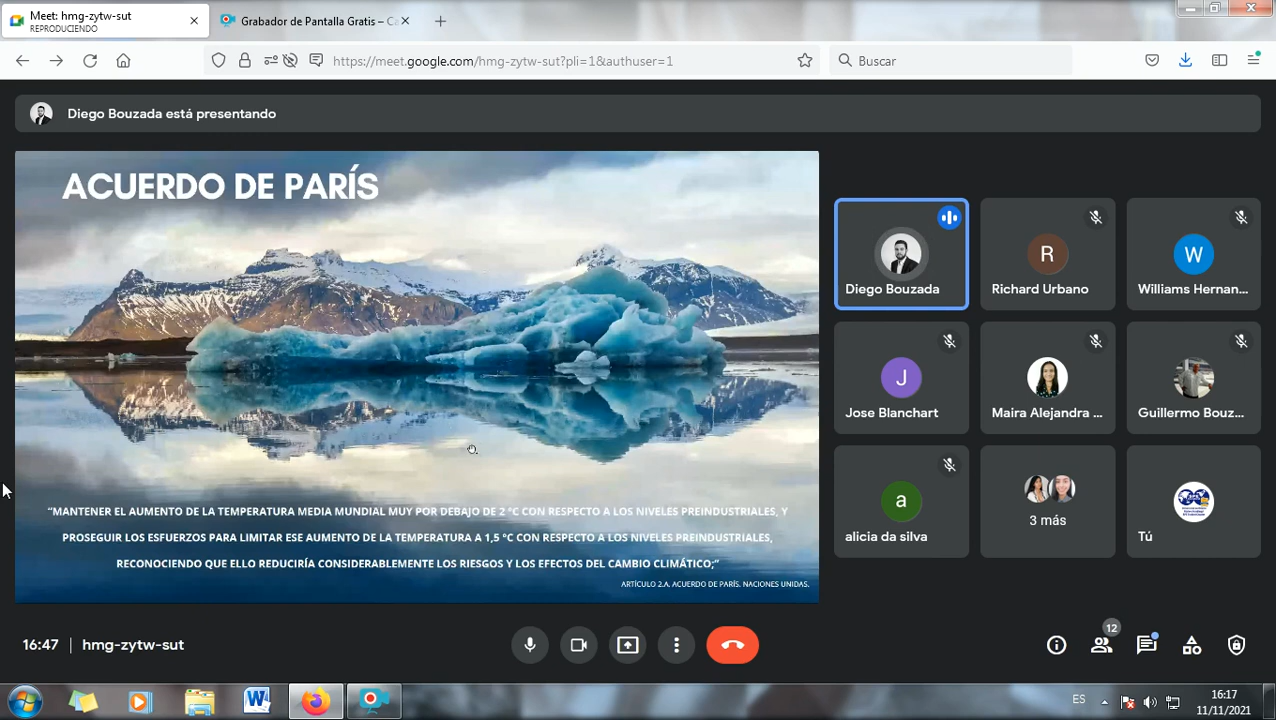 Meet: hmg-zytw-sut
REPRODUCIENDO
Grabador de Pantalla Gratis – Ca
https://meet.google.com/hmg-zytw-sut?pli=1&authuser=1
Buscar
Diego Bouzada está presentando
ACUERDO DE PARÍS
“MANTENER EL AUMENTO DE LA TEMPERATURA MEDIA MUNDIAL MUY POR DEBAJO DE 2 °C CON RESPECTO A LOS NIVELES PREINDUSTRIALES, Y
PROSEGUIR LOS ESFUERZOS PARA LIMITAR ESE AUMENTO DE LA TEMPERATURA A 1,5 °C CON RESPECTO A LOS NIVELES PREINDUSTRIALES,
RECONOCIENDO QUE ELLO REDUCIRÍA CONSIDERABLEMENTE LOS RIESGOS Y LOS EFECTOS DEL CAMBIO CLIMÁTICO;”
ARTÍCULO 2.A. ACUERDO DE PARÍS. NACIONES UNIDAS.
Diego Bouzada
R
Richard Urbano
W
Williams Hernan...
J
Jose Blanchart
Maira Alejandra ...
Guillermo Bouz...
a
alicia da silva
3 más
Tú
16:47
hmg-zytw-sut
12
W
ES
16:17
11/11/2021